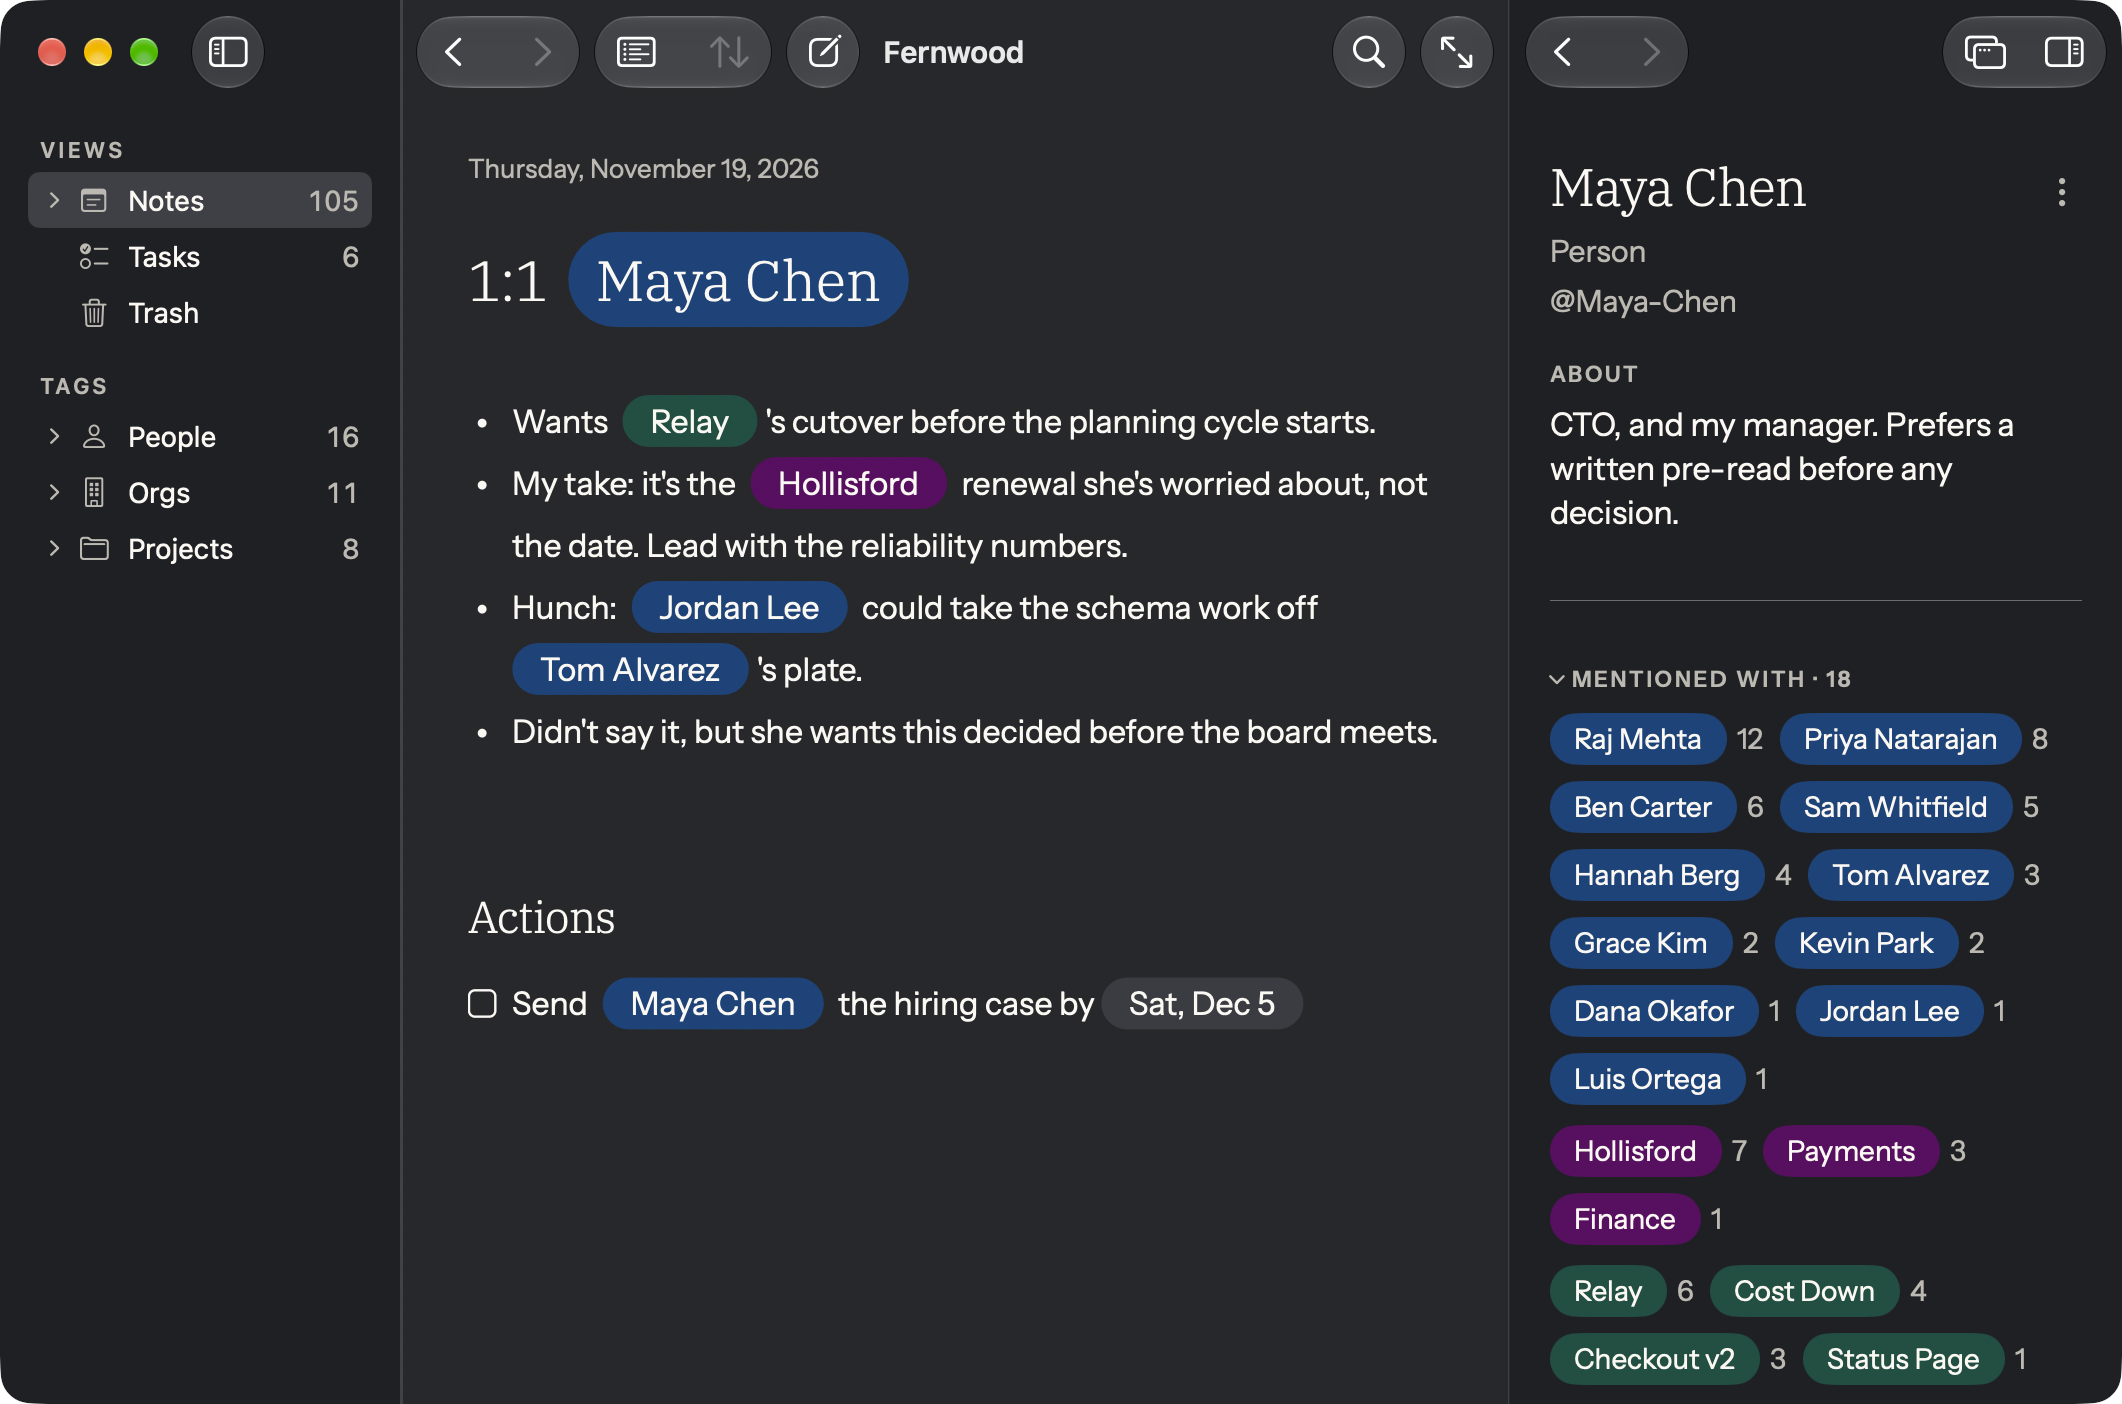 VIEWS
Notes 105
Tasks 6
Trash
TAGS
People 16
Orgs 11
Projects 8
Fernwood
Thursday, November 19, 2026
1:1 Maya Chen
• Wants Relay 's cutover before the planning cycle starts.
• My take: it's the Hollisford renewal she's worried about, not
the date. Lead with the reliability numbers.
• Hunch: Jordan Lee could take the schema work off
Tom Alvarez 's plate.
• Didn't say it, but she wants this decided before the board meets.
Actions
Send Maya Chen the hiring case by Sat, Dec 5
Maya Chen
Person
@Maya-Chen
ABOUT
CTO, and my manager. Prefers a
written pre-read before any
decision.
MENTIONED WITH · 18
Raj Mehta 12 Priya Natarajan 8
Ben Carter 6 Sam Whitfield 5
Hannah Berg 4 Tom Alvarez 3
Grace Kim 2 Kevin Park 2
Dana Okafor 1 Jordan Lee 1
Luis Ortega 1
Hollisford 7 Payments 3
Finance 1
Relay 6 Cost Down 4
Checkout v2 3 Status Page 1